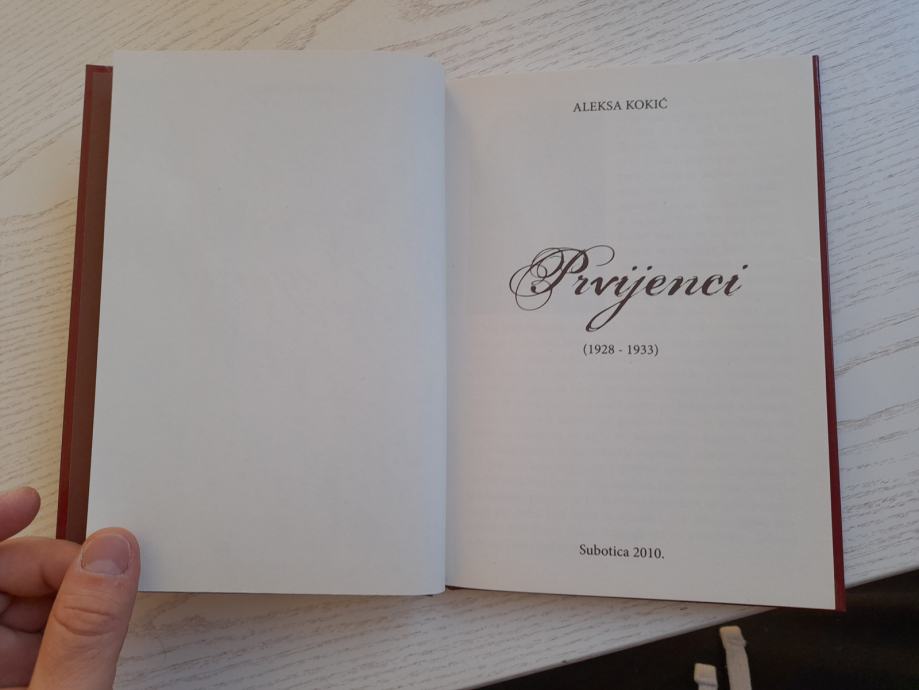 ALEKSA KOKIĆ
Prvijenci
(1928 - 1933)
Subotica 2010.